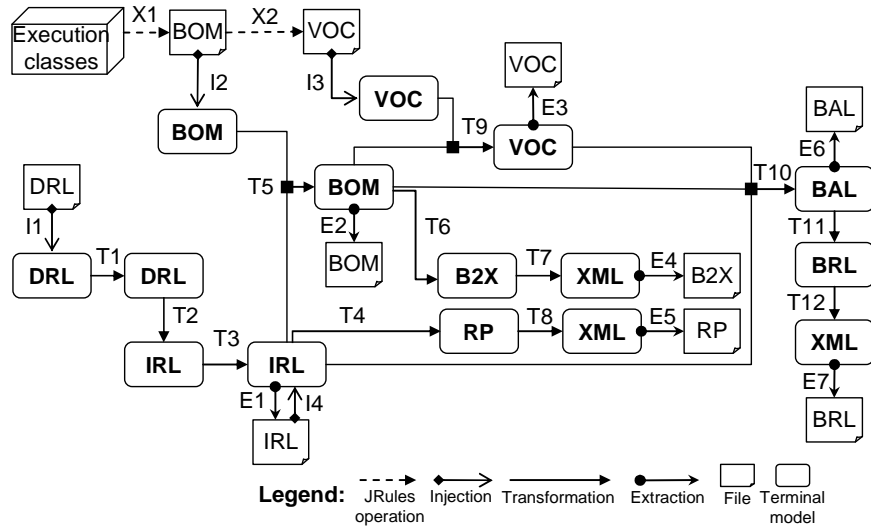 X1
X2
Execution
classes
BOM
VOC
I2
I3
VOC
VOC
E3
BAL
BOM
T9
VOC
E6
DRL
T5
BOM
T10
BAL
I1
E2
T6
T11
T1
BOM
DRL
DRL
B2X
T7
XML
E4
B2X
BRL
T2
T4
T12
T3
RP
T8
XML
E5
RP
XML
IRL
IRL
E1
I4
E7
IRL
BRL
Legend:
JRules
operation
Injection
Transformation
Extraction
File
Terminal
model